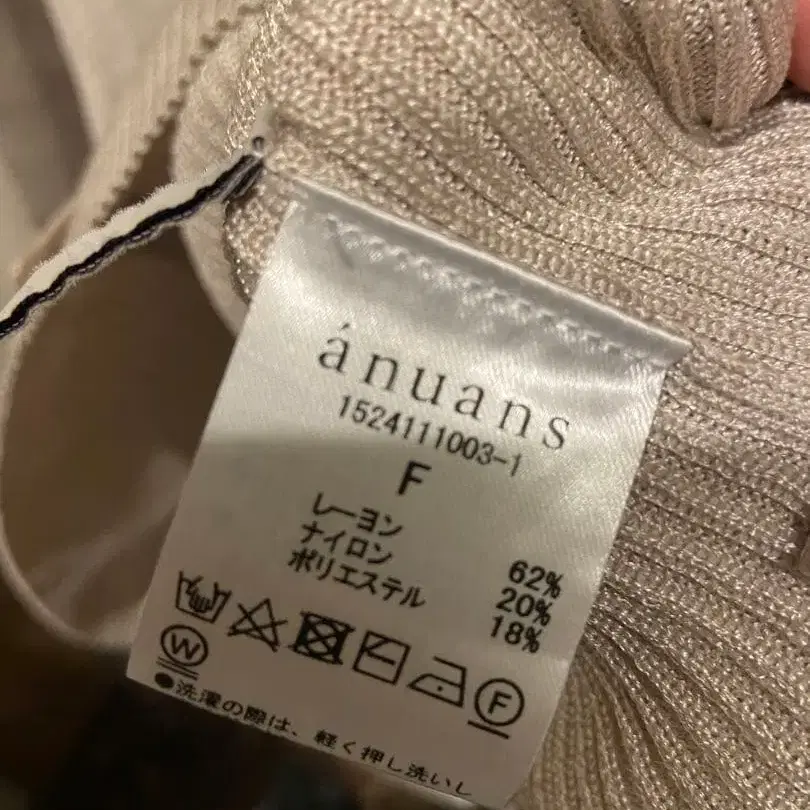 ánuans
1524111003-1
F
レーヨン 62%
ナイロン 20%
ポリエステル 18%
F
W
●洗濯の際は、軽く押し洗いし